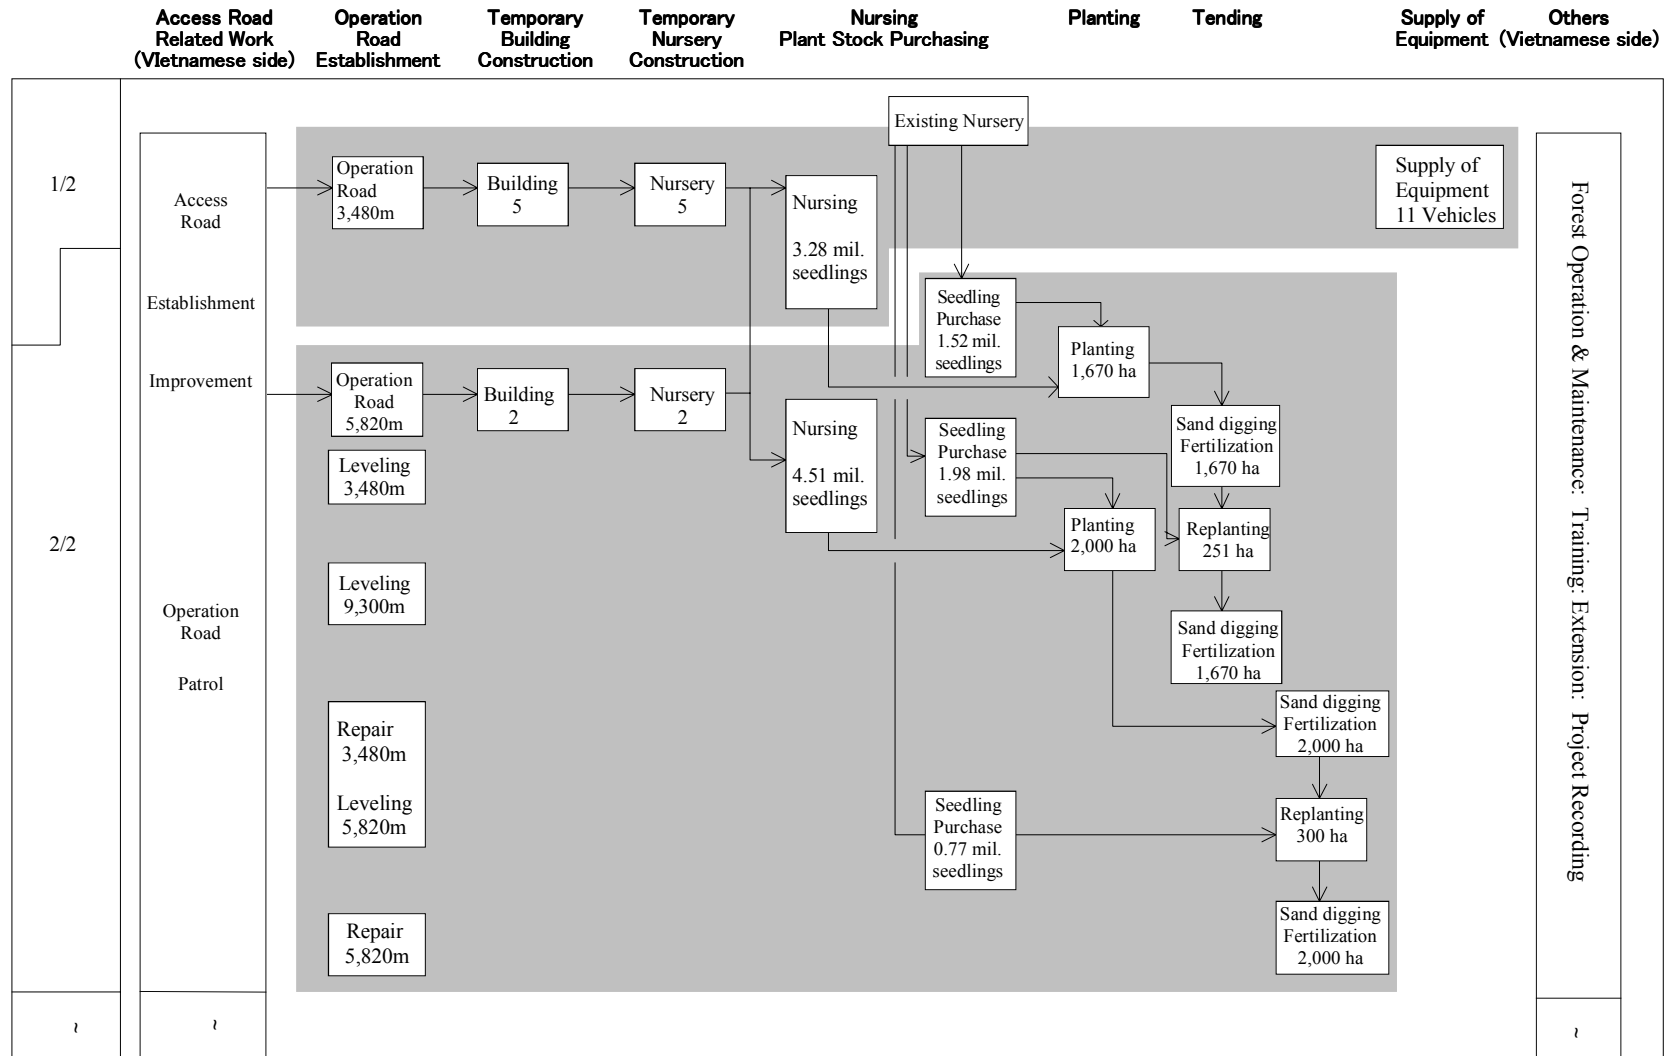 Access Road
Related Work
(VIetnamese side)
Operation
Road
Establishment
Temporary
Building
Construction
Temporary
Nursery
Construction
Nursing
Plant Stock Purchasing
Planting
Tending
Supply of
Equipment
Others
(Vietnamese side)
1/2
2/2
~
Access
Road
Establishment
Improvement
Operation
Road
Patrol
~
Operation
Road
3,480m
Building
5
Nursery
5
Nursing
3.28 mil.
seedlings
Existing Nursery
Supply of
Equipment
11 Vehicles
Seedling
Purchase
1.52 mil.
seedlings
Planting
1,670 ha
Operation
Road
5,820m
Building
2
Nursery
2
Nursing
4.51 mil.
seedlings
Seedling
Purchase
1.98 mil.
seedlings
Sand digging
Fertilization
1,670 ha
Leveling
3,480m
Planting
2,000 ha
Replanting
251 ha
Leveling
9,300m
Sand digging
Fertilization
1,670 ha
Repair
3,480m
Leveling
5,820m
Sand digging
Fertilization
2,000 ha
Seedling
Purchase
0.77 mil.
seedlings
Replanting
300 ha
Repair
5,820m
Sand digging
Fertilization
2,000 ha
Forest Operation & Maintenance: Training: Extension: Project Recording
~